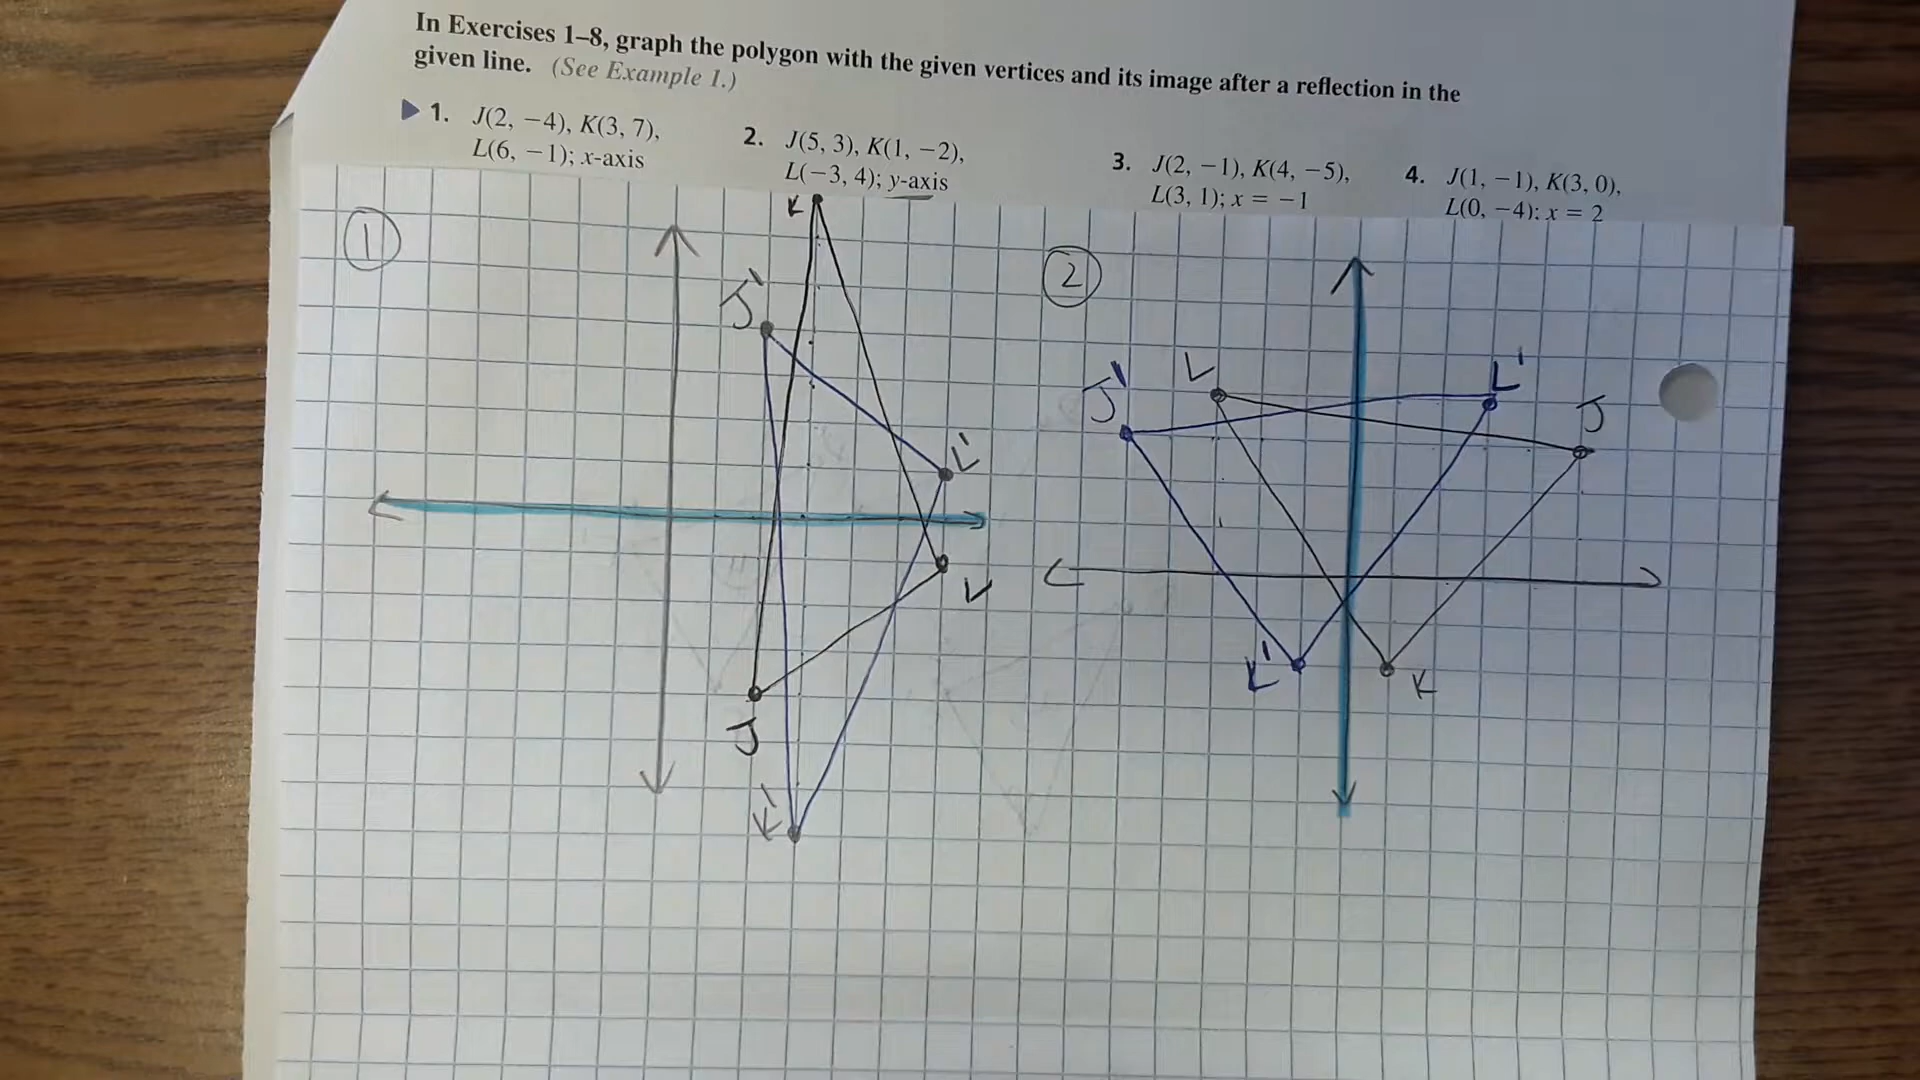 In Exercises 1–8, graph the polygon with the given vertices and its image after a reflection in the
given line. (See Example 1.)
1. J(2, −4), K(3, 7),
L(6, −1); x-axis
2. J(5, 3), K(1, −2),
L(−3, 4); y-axis
3. J(2, −1), K(4, −5),
L(3, 1); x = −1
4. J(1, −1), K(3, 0),
L(0, −4); x = 2
1
K
J'
L'
L
J
K'
2
J'
L
L'
J
K'
K